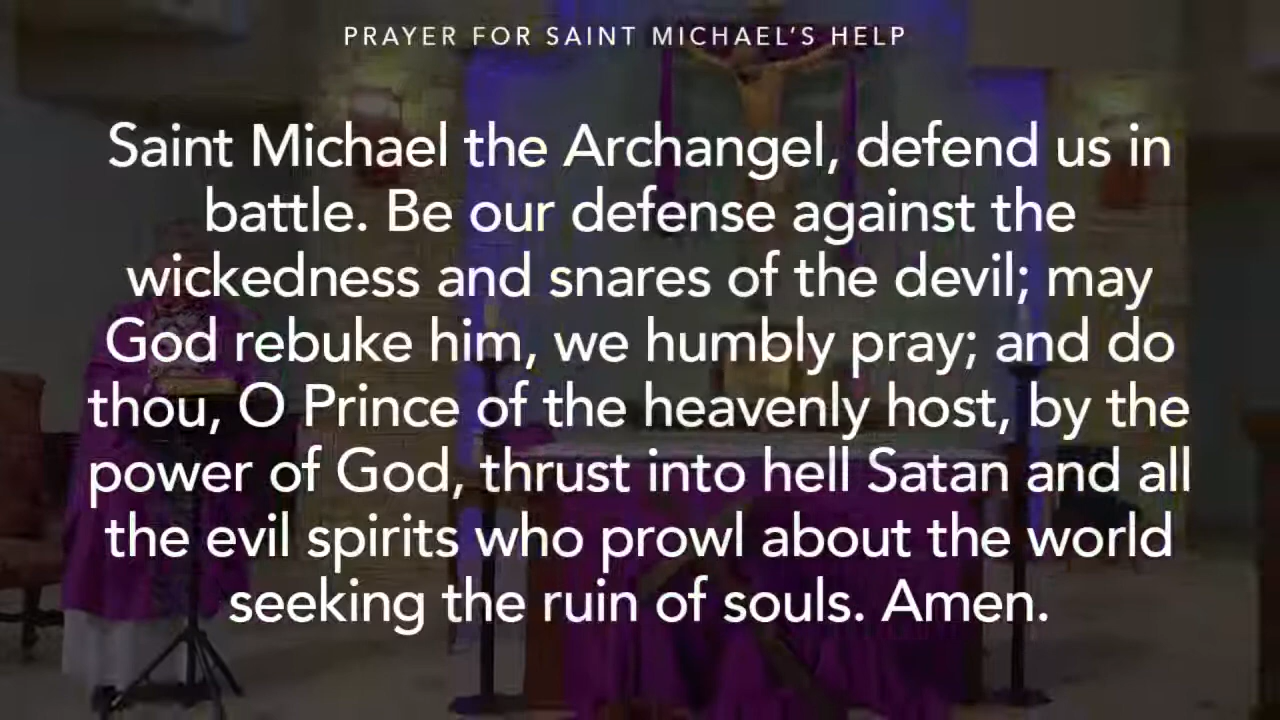 PRAYER FOR SAINT MICHAEL’S HELP
Saint Michael the Archangel, defend us in
battle. Be our defense against the
wickedness and snares of the devil; may
God rebuke him, we humbly pray; and do
thou, O Prince of the heavenly host, by the
power of God, thrust into hell Satan and all
the evil spirits who prowl about the world
seeking the ruin of souls. Amen.